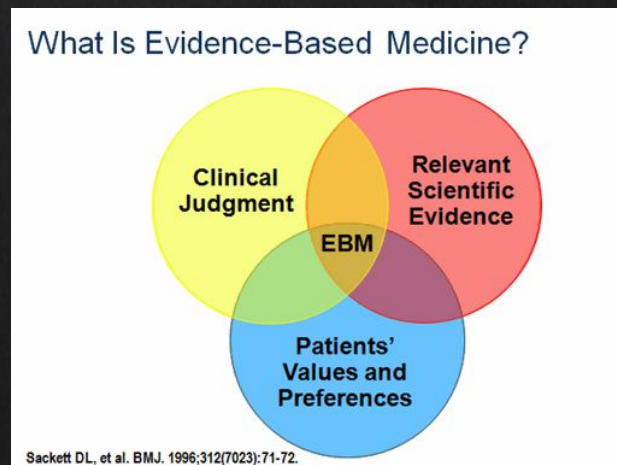 What Is Evidence-Based Medicine?
Clinical
Judgment
Relevant
Scientific
Evidence
EBM
Patients'
Values and
Preferences
Sackett DL, et al. BMJ. 1996;312(7023):71-72.